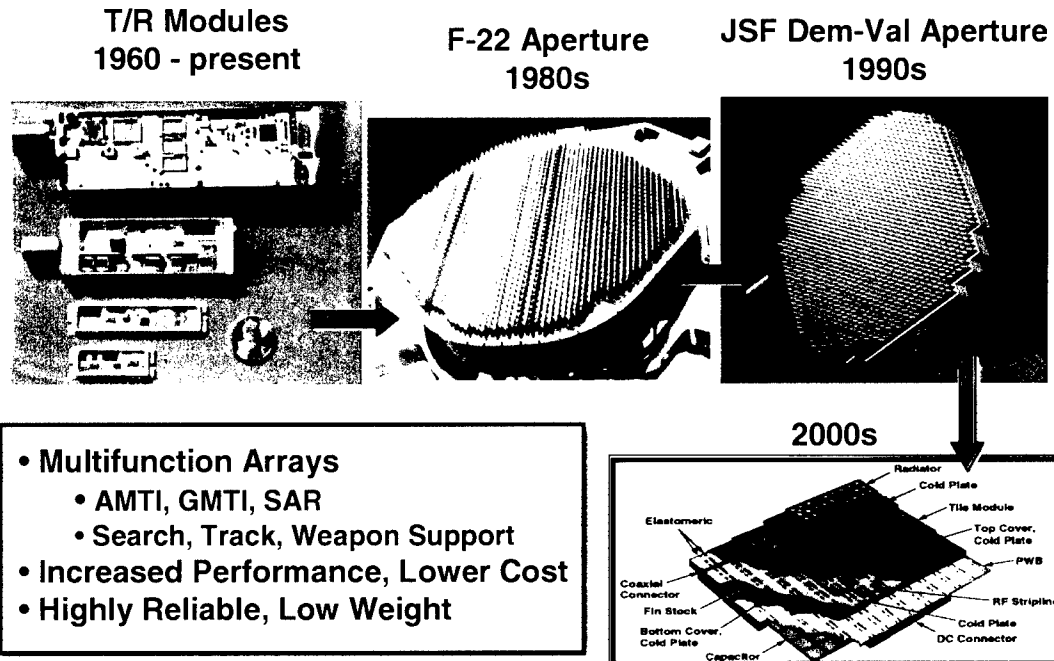 T/R Modules
1960 - present
F-22 Aperture
1980s
JSF Dem-Val Aperture
1990s
• Multifunction Arrays
• AMTI, GMTI, SAR
• Search, Track, Weapon Support
• Increased Performance, Lower Cost
• Highly Reliable, Low Weight
2000s
Radiator
Cold Plate
Tile Module
Top Cover,
Cold Plate
PWB
RF Stripline
Cold Plate
DC Connector
Elastomeric
Coaxial
Connector
Fin Stock
Bottom Cover,
Cold Plate
Capacitor